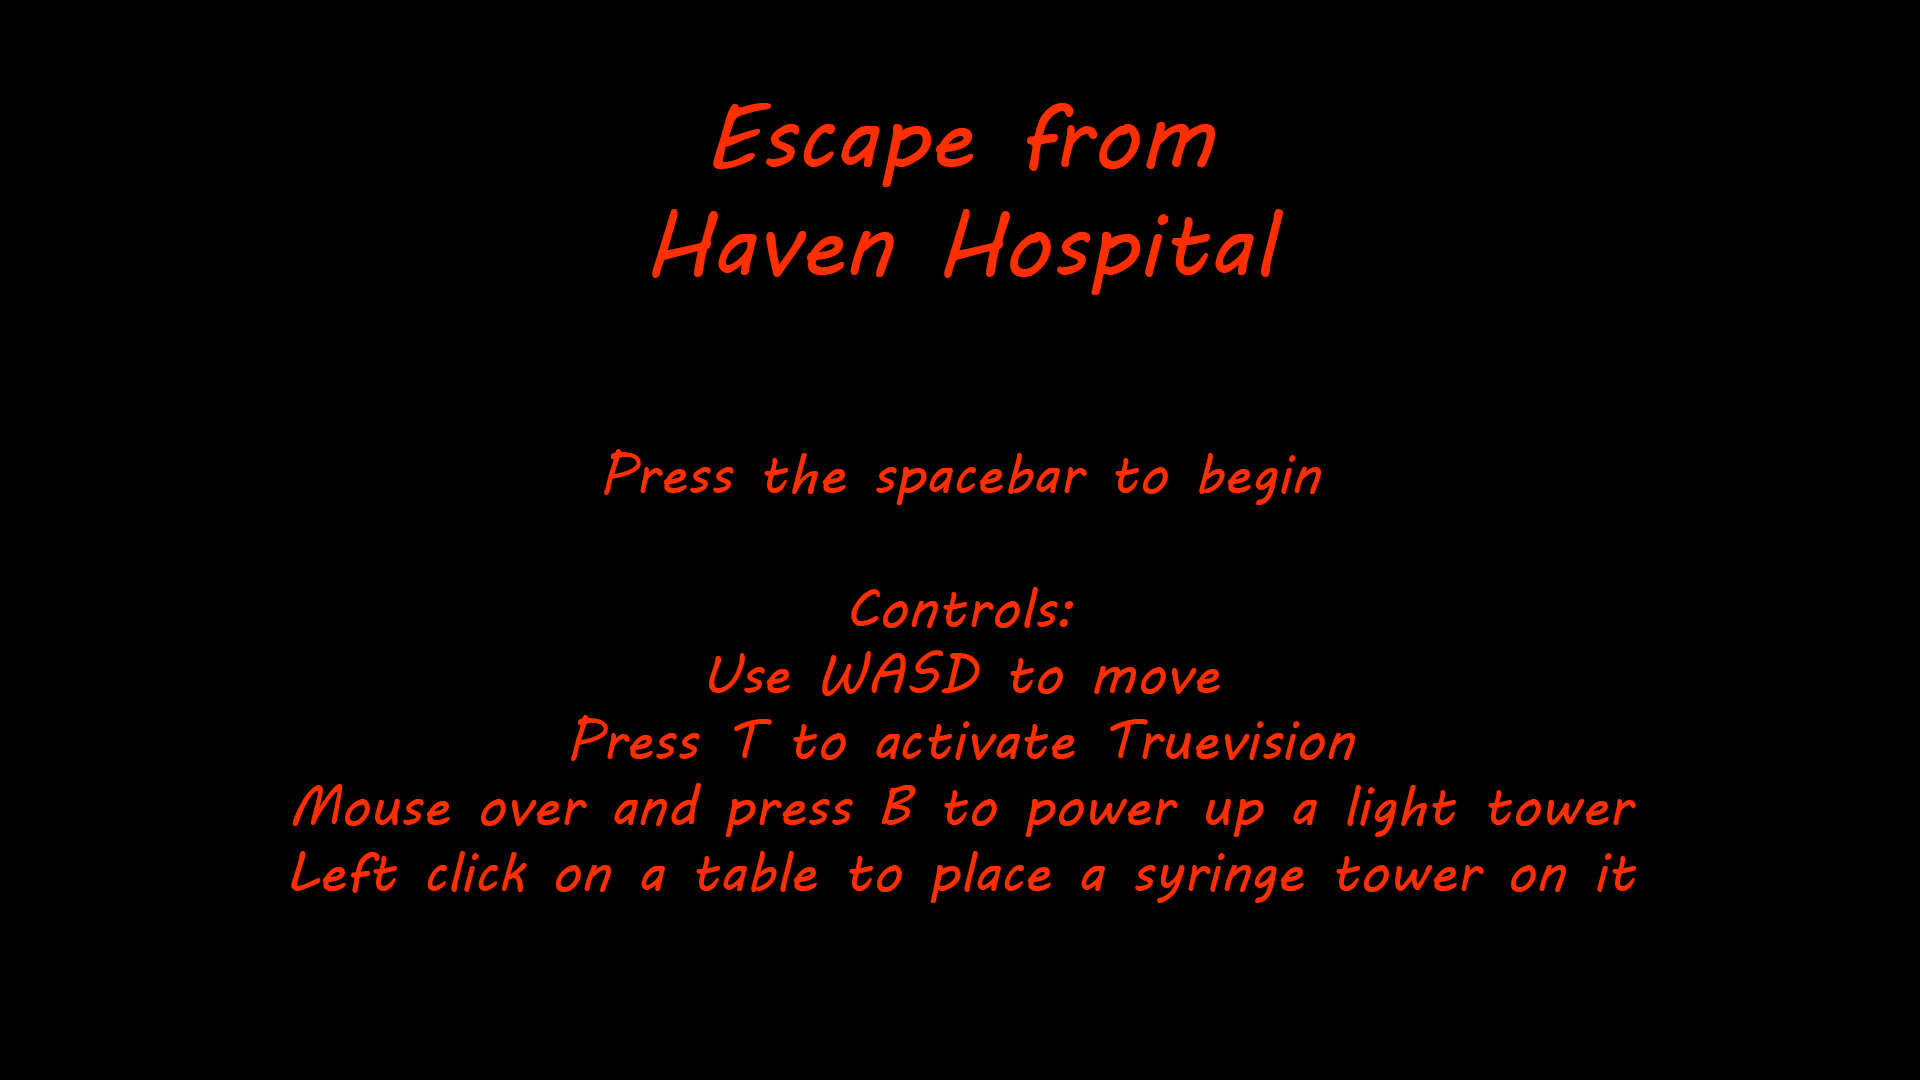 Escape from
Haven Hospital
Press the spacebar to begin
Controls:
Use WASD to move
Press T to activate Truevision
Mouse over and press B to power up a light tower
Left click on a table to place a syringe tower on it